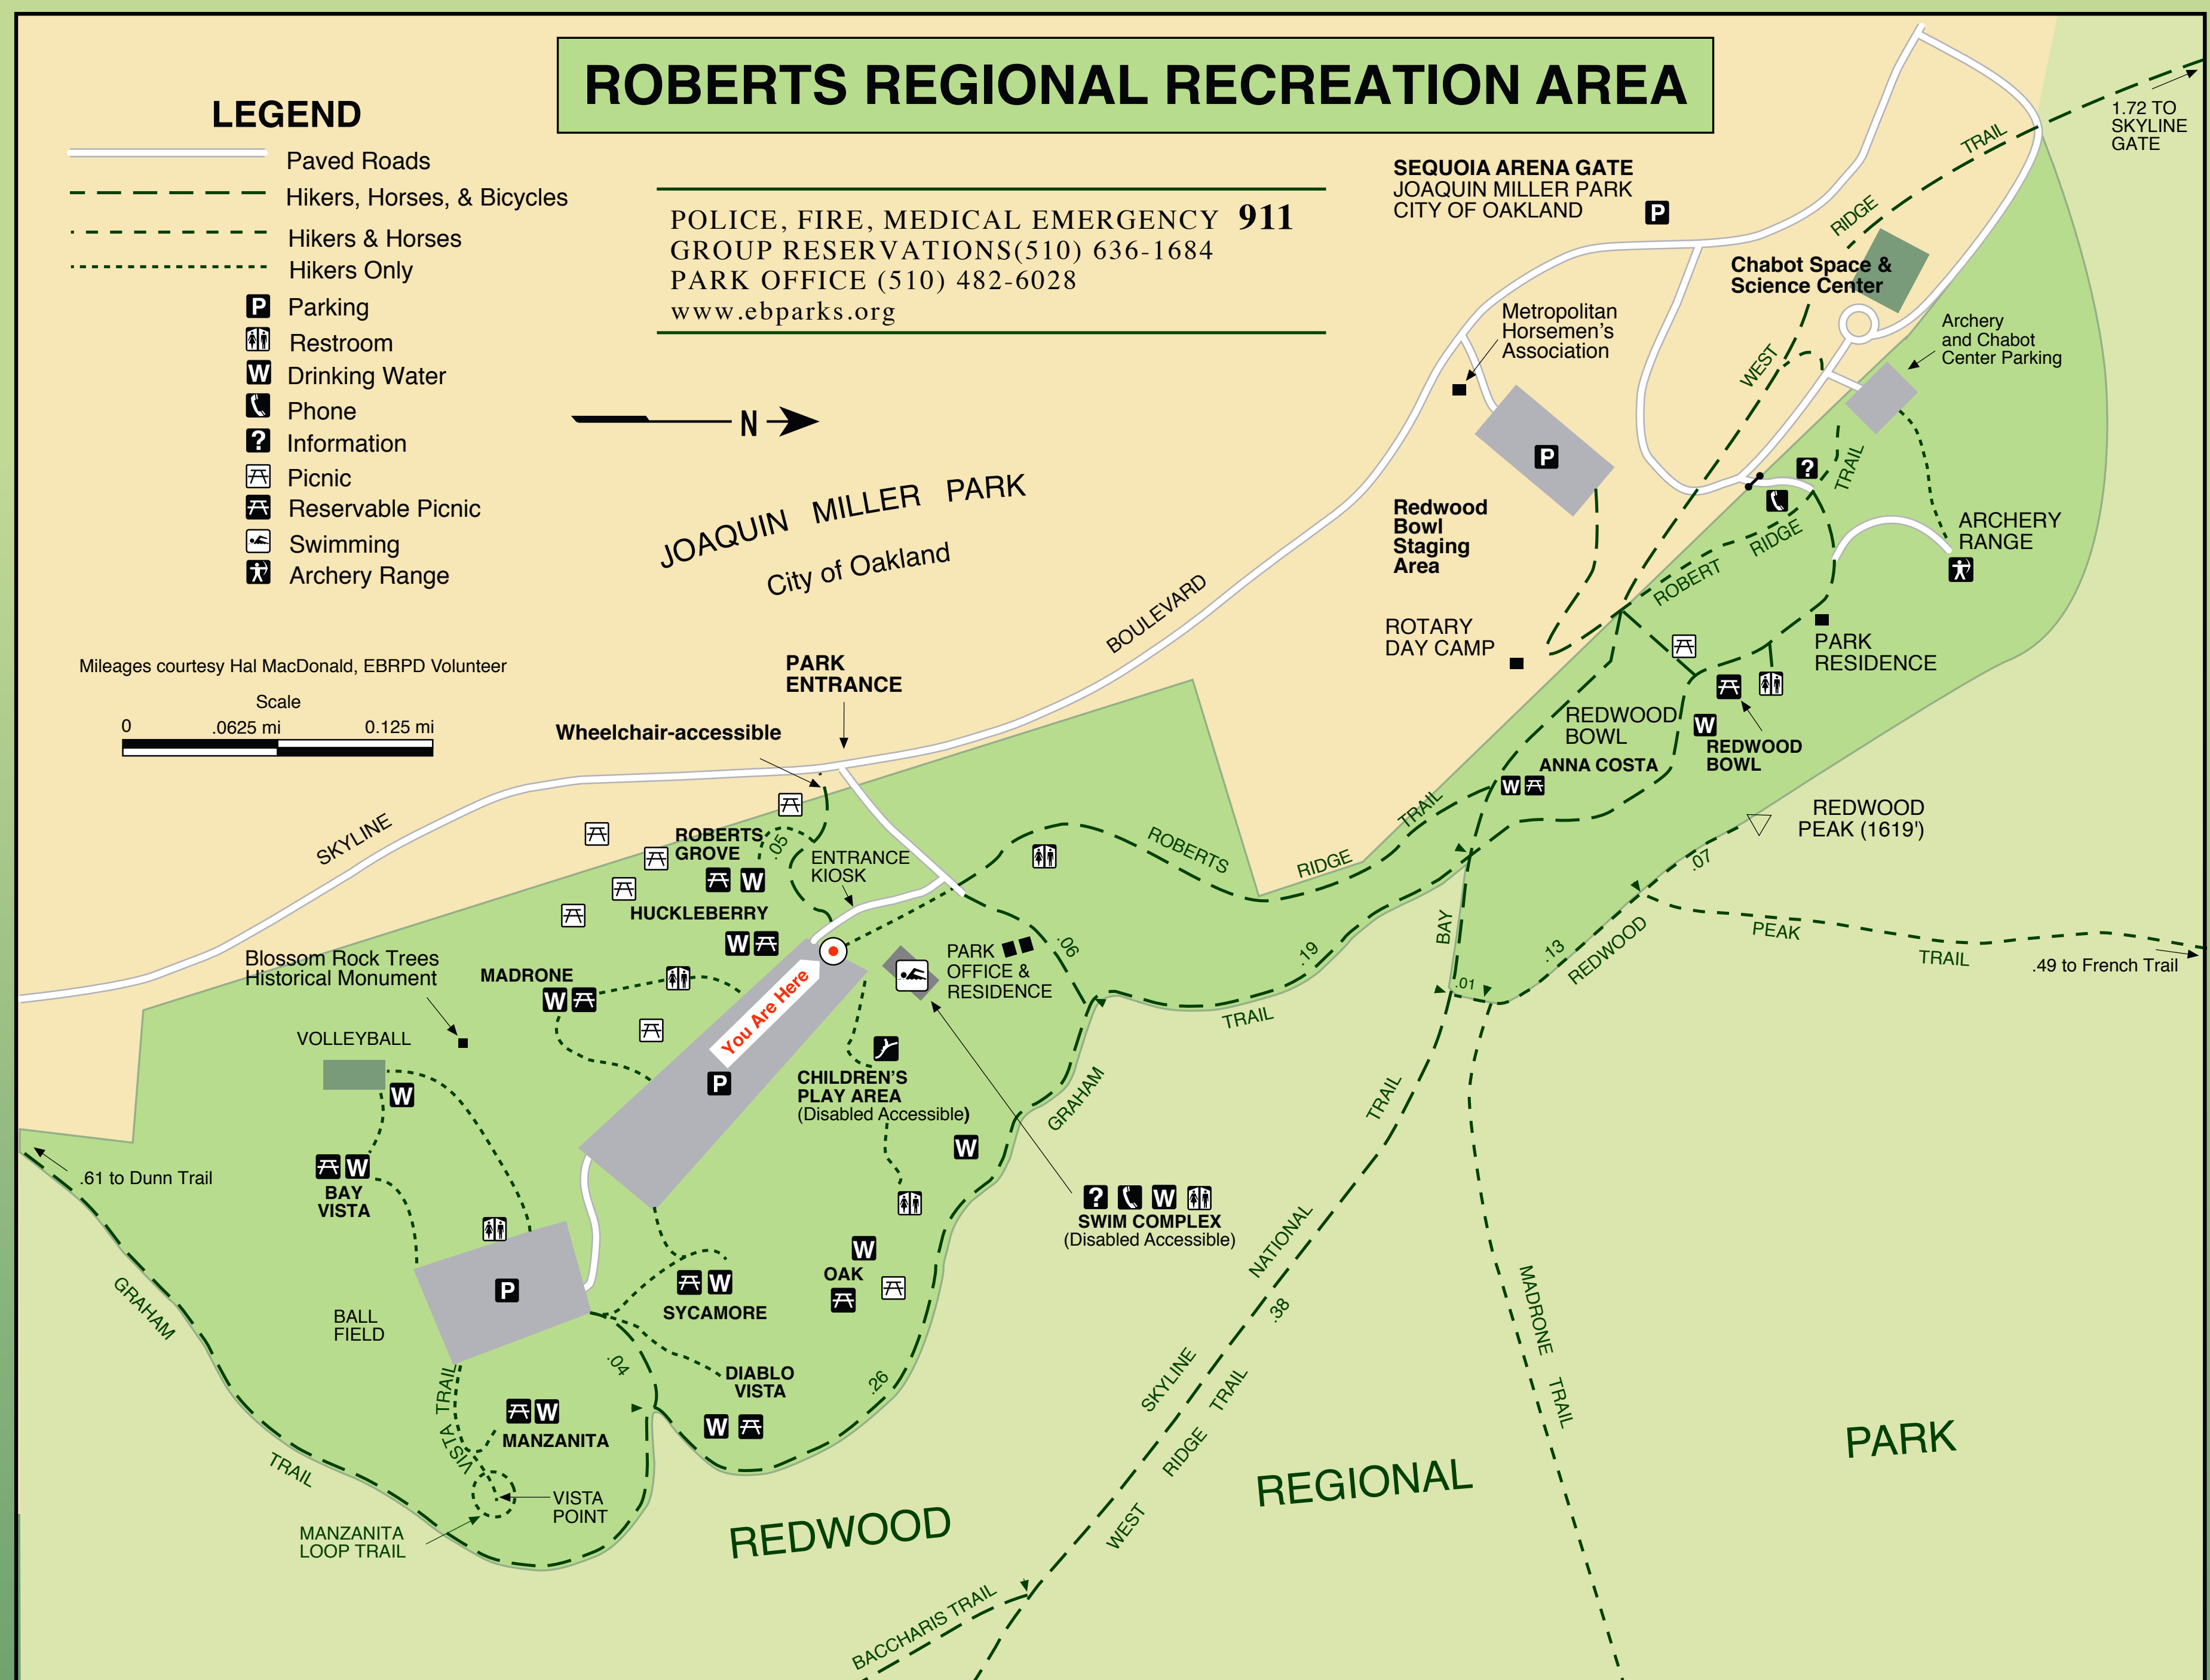 ROBERTS REGIONAL RECREATION AREA
LEGEND
Paved Roads
Hikers, Horses, & Bicycles
Hikers & Horses
Hikers Only
P Parking
Restroom
W Drinking Water
Phone
? Information
Picnic
Reservable Picnic
Swimming
Archery Range
POLICE, FIRE, MEDICAL EMERGENCY 911
GROUP RESERVATIONS(510) 636-1684
PARK OFFICE (510) 482-6028
www.ebparks.org
N
Mileages courtesy Hal MacDonald, EBRPD Volunteer
Scale
0 .0625 mi 0.125 mi
JOAQUIN MILLER PARK
City of Oakland
SEQUOIA ARENA GATE
JOAQUIN MILLER PARK
CITY OF OAKLAND
P
1.72 TO
SKYLINE
GATE
RIDGE TRAIL
Chabot Space &
Science Center
Metropolitan
Horsemen's
Association
Archery
and Chabot
Center Parking
WEST
P
?
TRAIL
Redwood
Bowl
Staging
Area
ARCHERY
RANGE
ROBERT RIDGE
ROTARY
DAY CAMP
PARK
RESIDENCE
BOULEVARD
PARK
ENTRANCE
Wheelchair-accessible
REDWOOD
BOWL
W
REDWOOD
BOWL
ANNA COSTA
W
REDWOOD
PEAK (1619')
SKYLINE
ROBERTS
GROVE
.05
W
ENTRANCE
KIOSK
ROBERTS RIDGE TRAIL
.07
HUCKLEBERRY
W
BAY
.13
REDWOOD PEAK TRAIL
.49 to French Trail
.01
Blossom Rock Trees
Historical Monument
MADRONE
W
You Are Here
P
PARK
OFFICE &
RESIDENCE
.06
.19
TRAIL
VOLLEYBALL
W
CHILDREN'S
PLAY AREA
(Disabled Accessible)
GRAHAM
W
TRAIL
.61 to Dunn Trail
W
BAY
VISTA
? W
SWIM COMPLEX
(Disabled Accessible)
NATIONAL
.38
W
OAK
P
W
SYCAMORE
BALL
FIELD
GRAHAM
TRAIL
.04
DIABLO
VISTA
W
.26
SKYLINE
WEST RIDGE TRAIL
MADRONE TRAIL
VISTA TRAIL
W
MANZANITA
VISTA
POINT
MANZANITA
LOOP TRAIL
REDWOOD REGIONAL PARK
BACCHARIS TRAIL